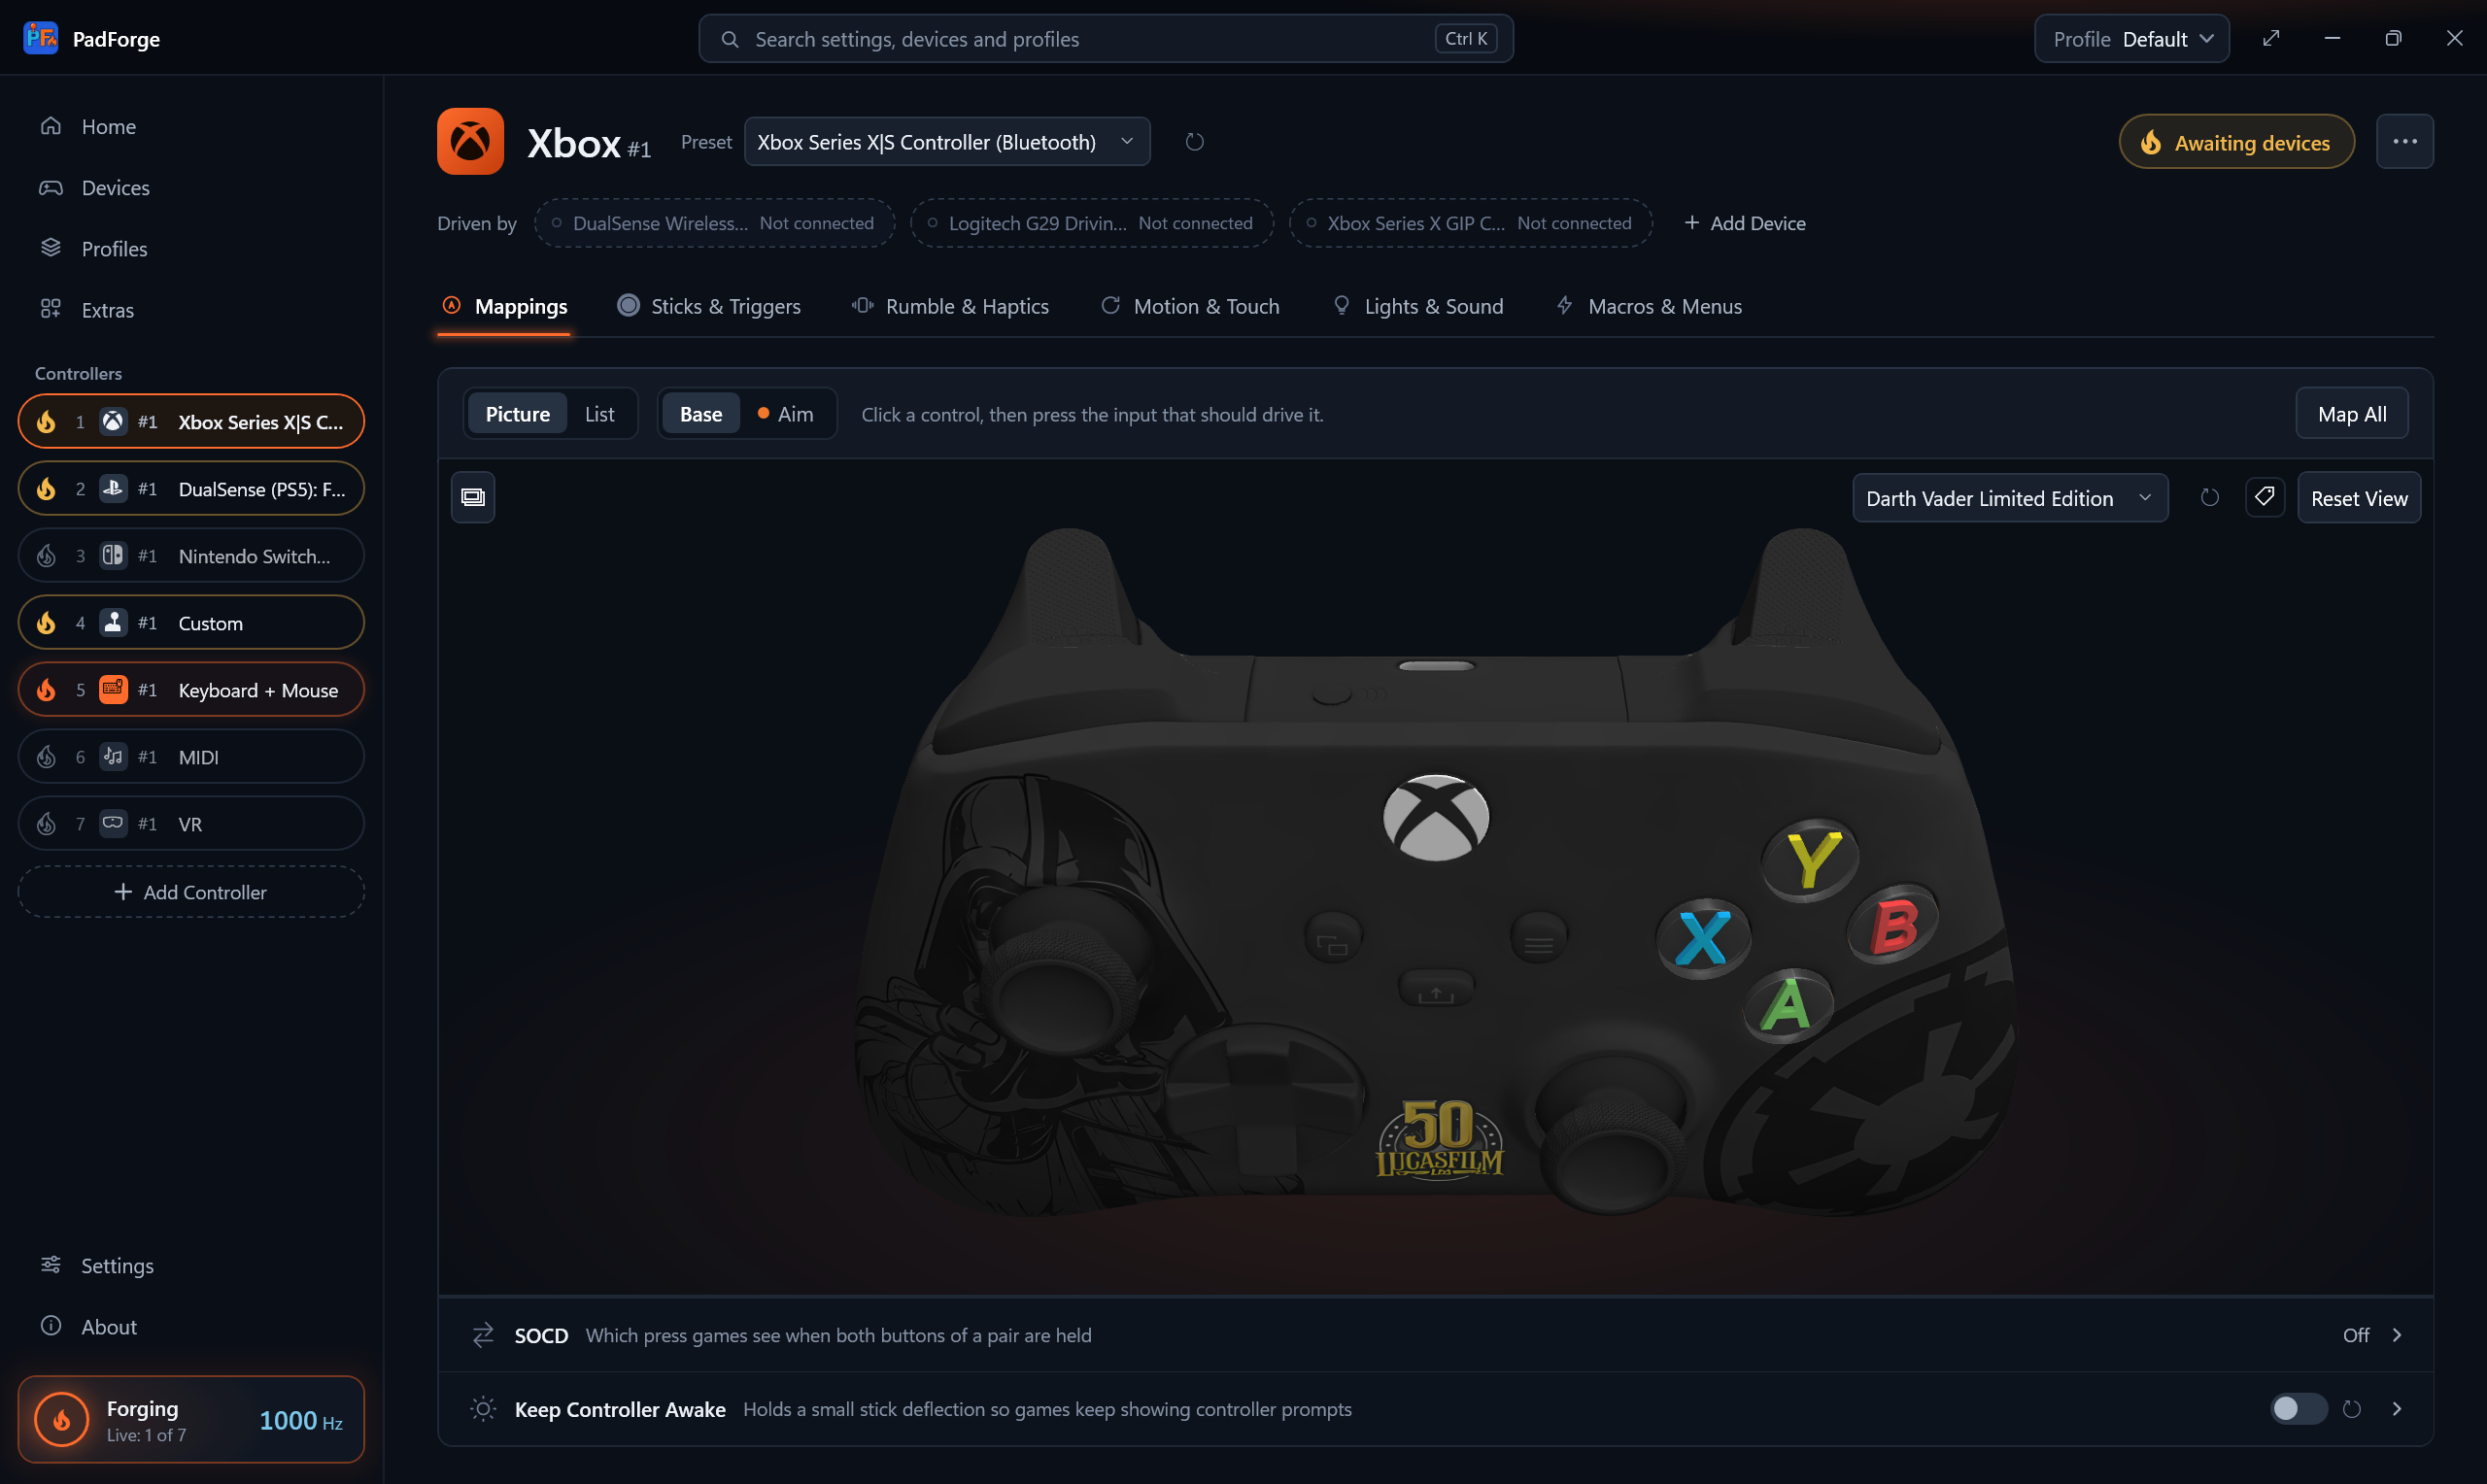 PadForge
Search settings, devices and profiles
Ctrl K
Profile Default
Home
Devices
Profiles
Extras
Controllers
1 #1 Xbox Series X|S C...
2 #1 DualSense (PS5): F...
3 #1 Nintendo Switch...
4 #1 Custom
5 #1 Keyboard + Mouse
6 #1 MIDI
7 #1 VR
Add Controller
Settings
About
Forging
Live: 1 of 7
1000 Hz
Xbox #1
Preset
Xbox Series X|S Controller (Bluetooth)
Awaiting devices
Driven by
DualSense Wireless... Not connected
Logitech G29 Drivin... Not connected
Xbox Series X GIP C... Not connected
+ Add Device
Mappings
Sticks & Triggers
Rumble & Haptics
Motion & Touch
Lights & Sound
Macros & Menus
Picture
List
Base
Aim
Click a control, then press the input that should drive it.
Map All
Darth Vader Limited Edition
Reset View
Y
X
B
A
50
LUCASFILM
LTD
SOCD Which press games see when both buttons of a pair are held
Off
Keep Controller Awake Holds a small stick deflection so games keep showing controller prompts